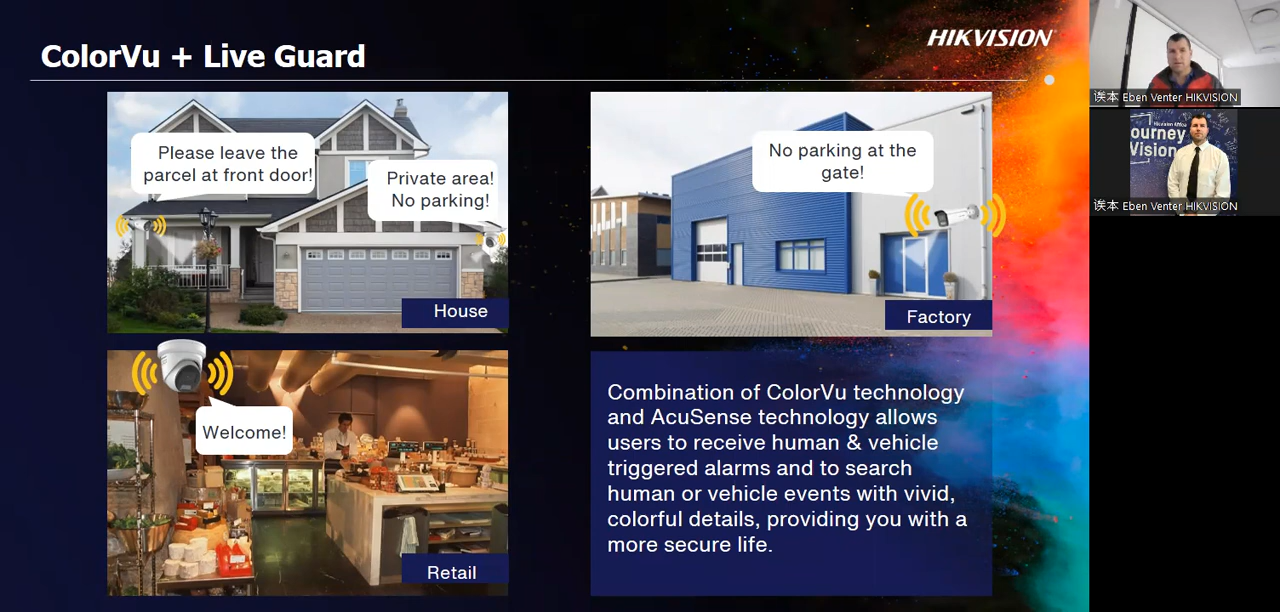 ColorVu + Live Guard
HIKVISION
Please leave the
parcel at front door!
Private area!
No parking!
House
No parking at the
gate!
Factory
Welcome!
Retail
Combination of ColorVu technology
and AcuSense technology allows
users to receive human & vehicle
triggered alarms and to search
human or vehicle events with vivid,
colorful details, providing you with a
more secure life.
诶本 Eben Venter HIKVISION
Hikvision Africa
ourney
Vision
诶本 Eben Venter HIKVISION